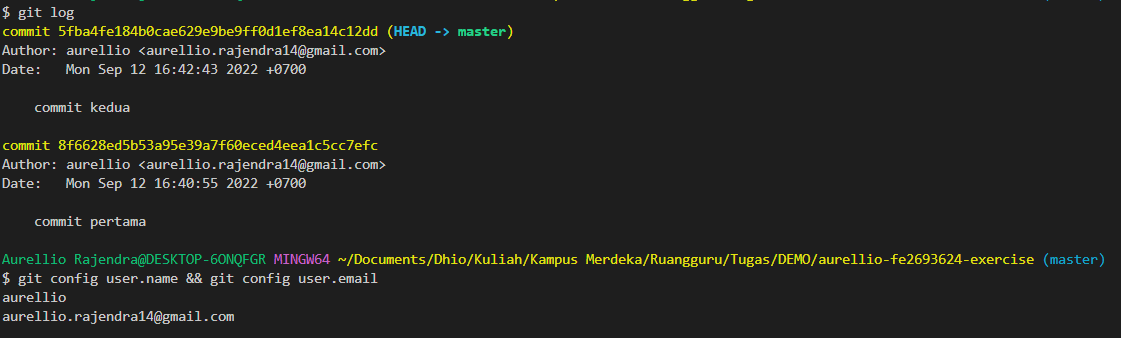 $ git log
commit 5fba4fe184b0cae629e9be9ff0d1ef8ea14c12dd (HEAD -> master)
Author: aurellio <aurellio.rajendra14@gmail.com>
Date:   Mon Sep 12 16:42:43 2022 +0700
commit kedua
commit 8f6628ed5b53a95e39a7f60eced4eea1c5cc7efc
Author: aurellio <aurellio.rajendra14@gmail.com>
Date:   Mon Sep 12 16:40:55 2022 +0700
commit pertama
Aurellio Rajendra@DESKTOP-6ONQFGR MINGW64 ~/Documents/Dhio/Kuliah/Kampus Merdeka/Ruangguru/Tugas/DEMO/aurellio-fe2693624-exercise (master)
$ git config user.name && git config user.email
aurellio
aurellio.rajendra14@gmail.com